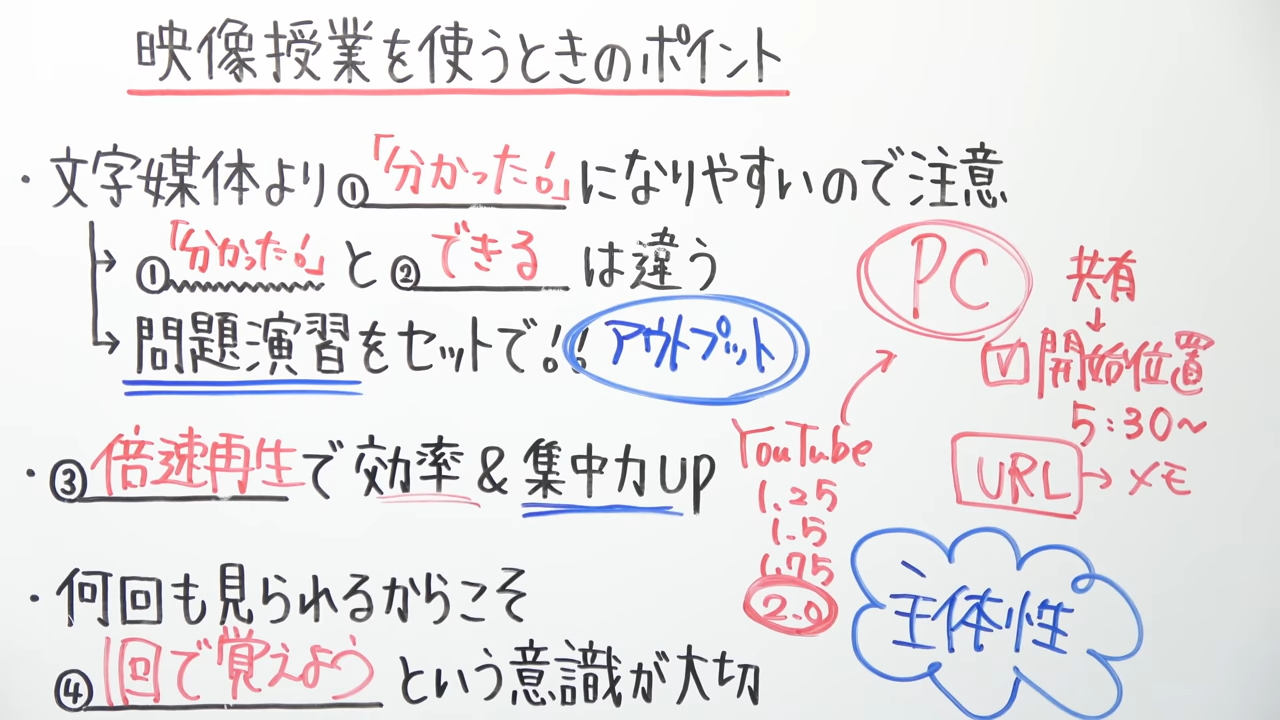 映像授業を使うときのポイント
・文字媒体より①「分かった。」になりやすいので注意
→①「分かった。」と②できるは違う
→問題演習をセットで!! アウトプット
・③倍速再生で効率&集中力up
・何回も見られるからこそ
④1回で覚えようという意識が大切
PC
YouTube
1.25
1.5
1.75
2.0
共有
↓
☑開始位置
5:30~
URL→メモ
主体性